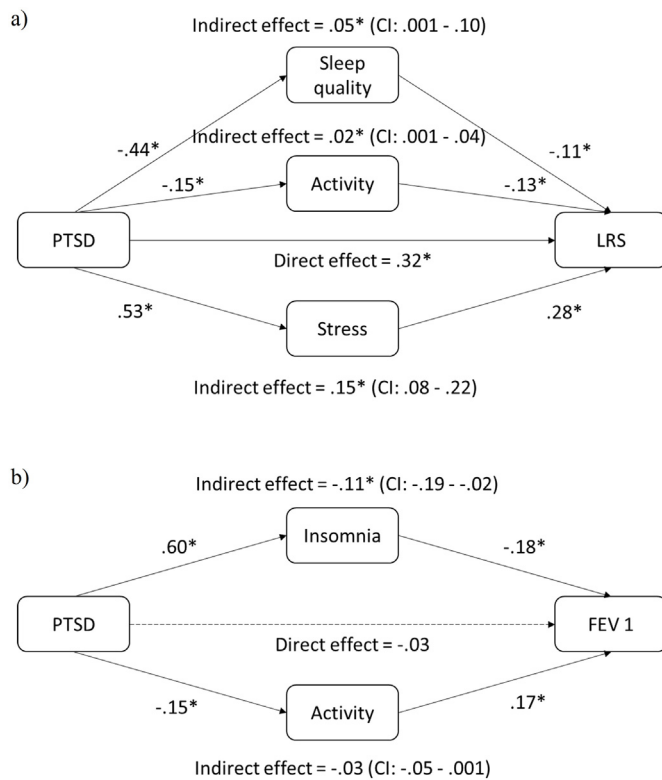 a)
Indirect effect = .05* (CI: .001 - .10)
Sleep
quality
-.44*
Indirect effect = .02* (CI: .001 - .04)
-.11*
-.15*
Activity
-.13*
PTSD
LRS
Direct effect = .32*
.53*
Stress
.28*
Indirect effect = .15* (CI: .08 - .22)
b)
Indirect effect = -.11* (CI: -.19 - -.02)
.60*
Insomnia
-.18*
PTSD
FEV 1
Direct effect = -.03
-.15*
Activity
.17*
Indirect effect = -.03 (CI: -.05 - .001)